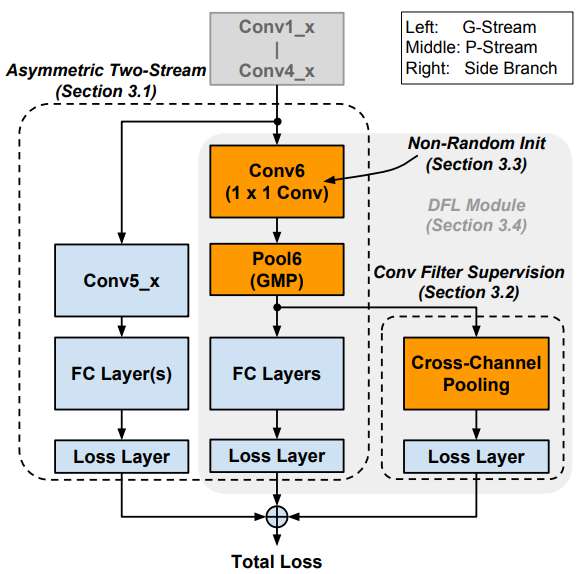 Conv1_x
|
Conv4_x
Left: G-Stream
Middle: P-Stream
Right: Side Branch
Asymmetric Two-Stream
(Section 3.1)
Non-Random Init
(Section 3.3)
Conv6
(1 x 1 Conv)
DFL Module
(Section 3.4)
Conv5_x
Pool6
(GMP)
Conv Filter Supervision
(Section 3.2)
FC Layer(s)
FC Layers
Cross-Channel
Pooling
Loss Layer
Loss Layer
Loss Layer
Total Loss